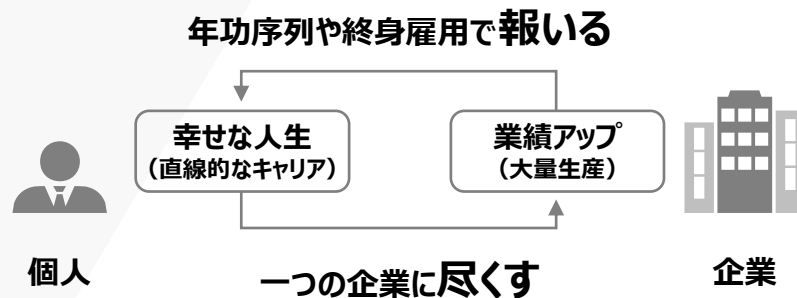 年功序列や終身雇用で報いる
幸せな人生
（直線的なキャリア）
業績アップ
（大量生産）
個人
一つの企業に尽くす
企業